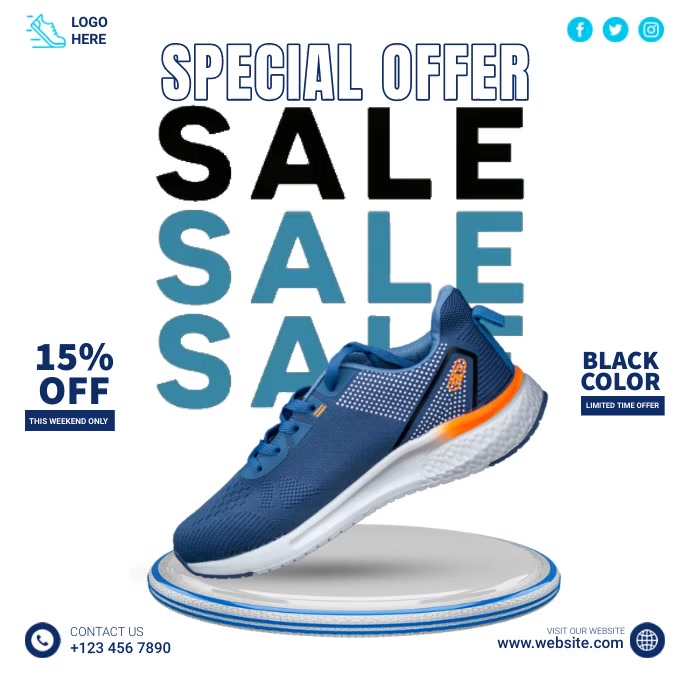 LOGO
HERE
SPECIAL OFFER
SALE
SALE
SALE
15%
OFF
THIS WEEKEND ONLY
BLACK
COLOR
LIMITED TIME OFFER
CONTACT US
+123 456 7890
VISIT OUR WEBSITE
www.website.com